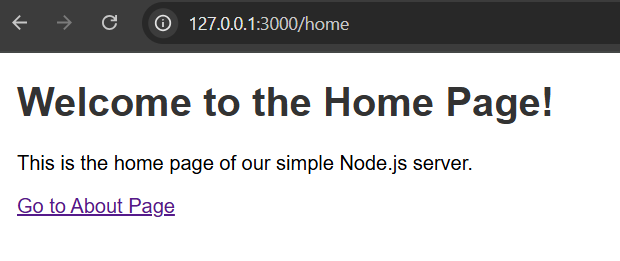 127.0.0.1:3000/home
Welcome to the Home Page!
This is the home page of our simple Node.js server.
Go to About Page